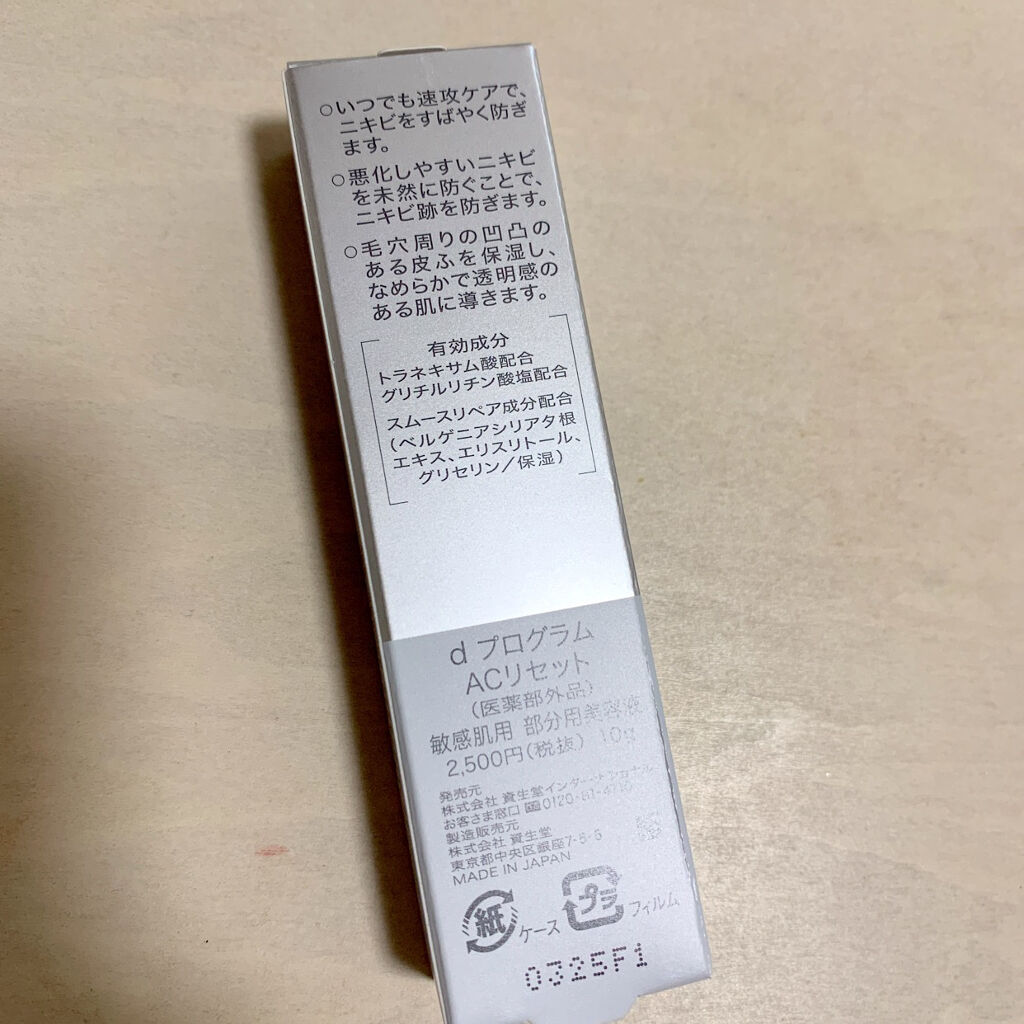 ○いつでも速攻ケアで、
ニキビをすばやく防ぎ
ます。
○悪化しやすいニキビ
を未然に防ぐことで、
ニキビ跡を防ぎます。
○毛穴周りの凹凸の
ある皮ふを保湿し、
なめらかで透明感の
ある肌に導きます。
有効成分
トラネキサム酸配合
グリチルリチン酸塩配合
スムースリペア成分配合
(ベルゲニアシリアタ根
エキス、エリスリトール、
グリセリン/保湿)
d プログラム
ACリセット
(医薬部外品)
敏感肌用 部分用美容液
2,500円(税抜) 10g
発売元
株式会社 資生堂インターナショナル
お客さま窓口
製造販売元
株式会社 資生堂
東京都中央区銀座7-5-5
MADE IN JAPAN
紙 ケース プラ フィルム
0325F1